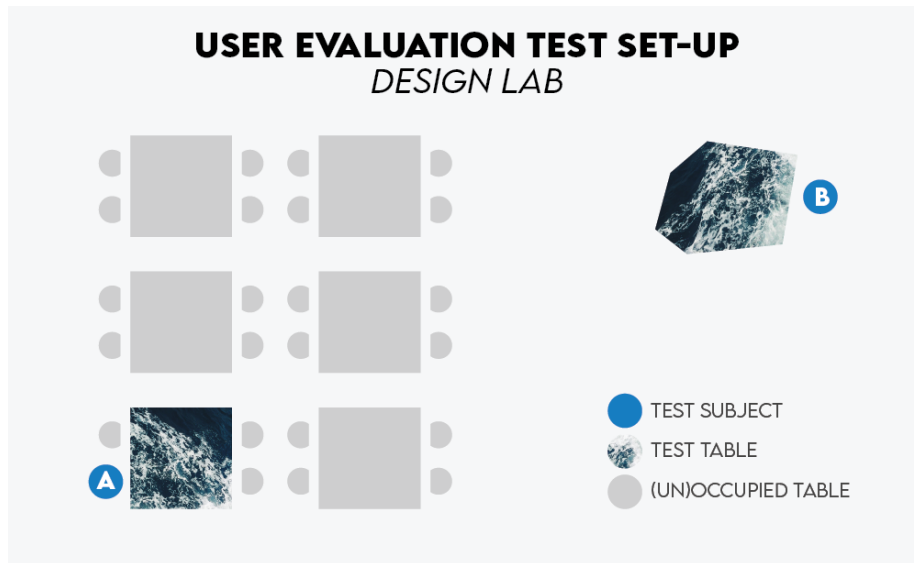 USER EVALUATION TEST SET-UP
DESIGN LAB
B
A
TEST SUBJECT
TEST TABLE
(UN)OCCUPIED TABLE